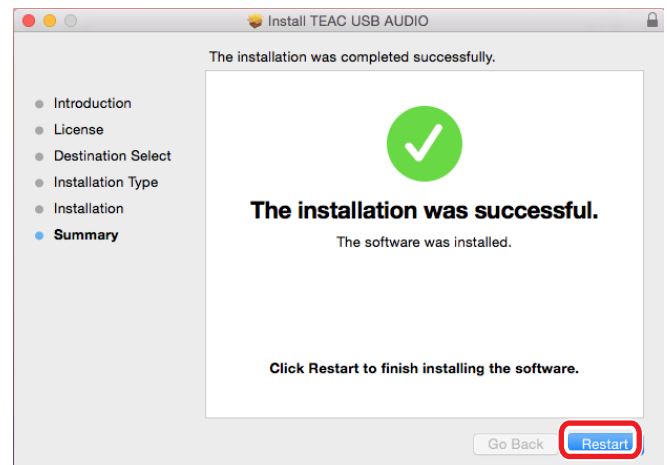 Install TEAC USB AUDIO
The installation was completed successfully.
Introduction
License
Destination Select
Installation Type
Installation
Summary
The installation was successful.
The software was installed.
Click Restart to finish installing the software.
Go Back
Restart